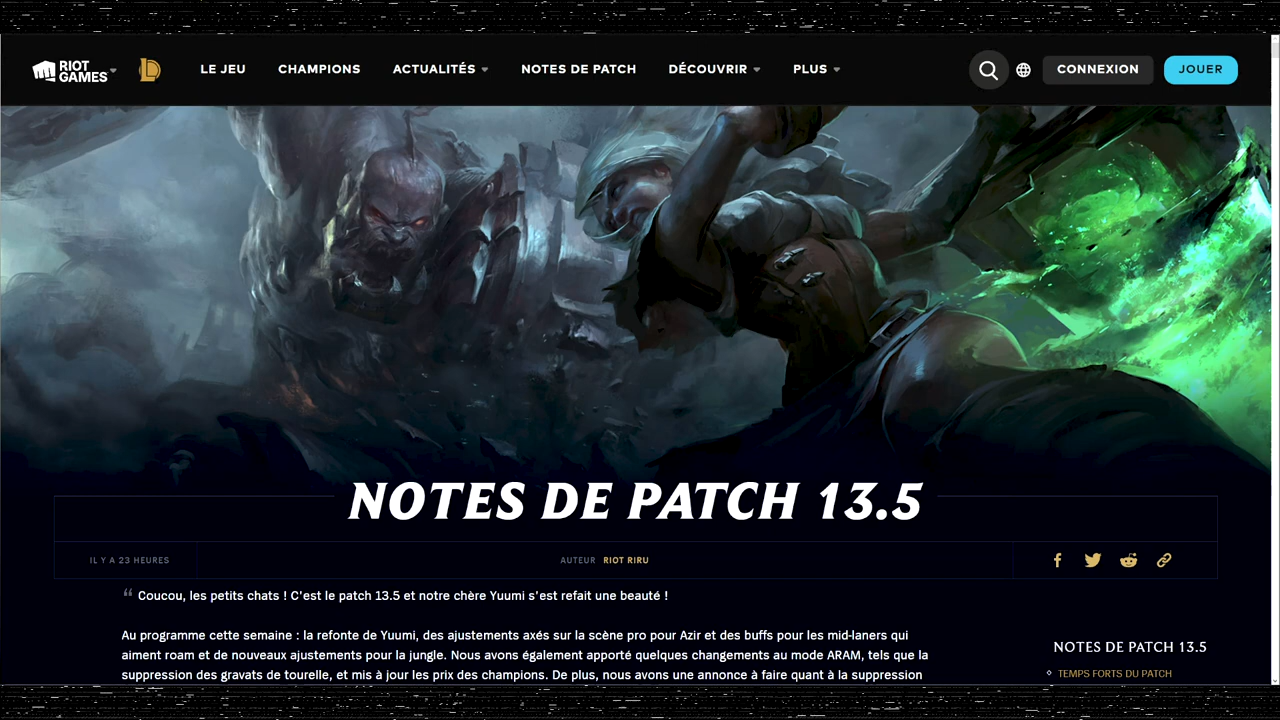 RIOT GAMES
LE JEU
CHAMPIONS
ACTUALITÉS
NOTES DE PATCH
DÉCOUVRIR
PLUS
CONNEXION
JOUER
NOTES DE PATCH 13.5
IL Y A 23 HEURES
AUTEUR RIOT RIRU
“ Coucou, les petits chats ! C'est le patch 13.5 et notre chère Yuumi s'est refait une beauté !
Au programme cette semaine : la refonte de Yuumi, des ajustements axés sur la scène pro pour Azir et des buffs pour les mid-laners qui
aiment roam et de nouveaux ajustements pour la jungle. Nous avons également apporté quelques changements au mode ARAM, tels que la
suppression des gravats de tourelle, et mis à jour les prix des champions. De plus, nous avons une annonce à faire quant à la suppression
NOTES DE PATCH 13.5
TEMPS FORTS DU PATCH